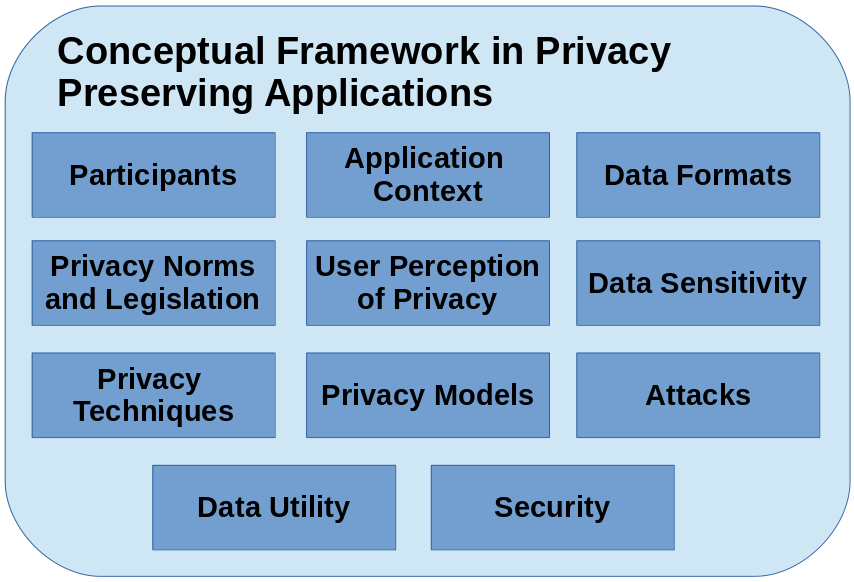 Conceptual Framework in Privacy
Preserving Applications
Participants
Application
Context
Data Formats
Privacy Norms
and Legislation
User Perception
of Privacy
Data Sensitivity
Privacy
Techniques
Privacy Models
Attacks
Data Utility
Security